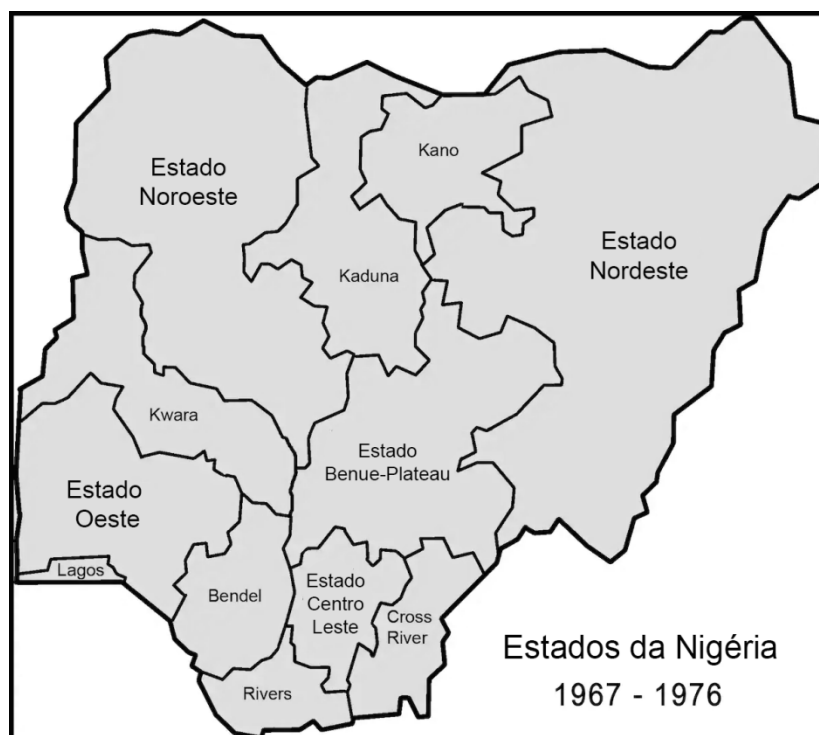 Kano
Estado
Noroeste
Estado
Nordeste
Kaduna
Kwara
Estado
Benue-Plateau
Estado
Oeste
Lagos
Bendel
Estado
Centro
Leste
Cross
River
Rivers
Estados da Nigéria
1967 - 1976